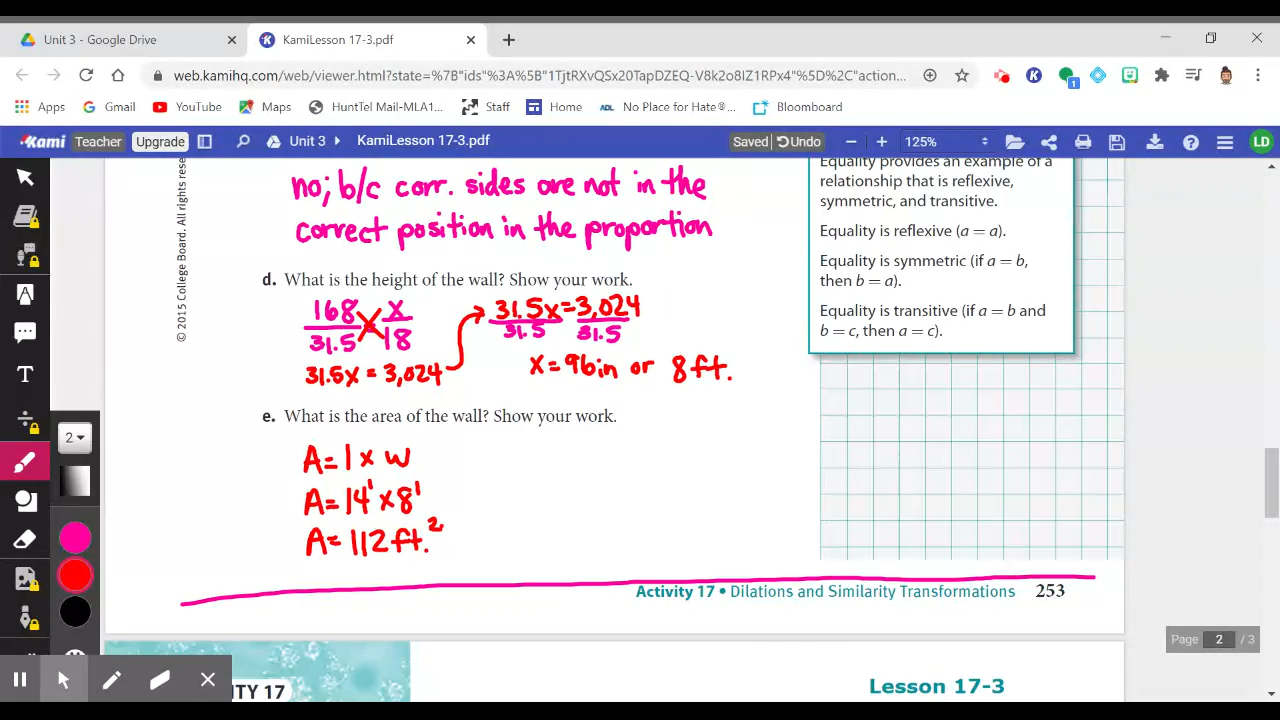 Unit 3 - Google Drive
KamiLesson 17-3.pdf
web.kamihq.com/web/viewer.html?state=%7B"ids"%3A%5B"1TjtRXvQSx20TapDZEQ-V8k2o8IZ1RPx4"%5D%2C"action...
Apps
Gmail
YouTube
Maps
HuntTel Mail-MLA1...
Staff
Home
ADL No Place for Hate®...
Bloomboard
Kami Teacher Upgrade
Unit 3
KamiLesson 17-3.pdf
Saved Undo
125%
LD
© 2015 College Board. All rights rese
no; b/c corr. sides are not in the
correct position in the proportion
Equality provides an example of a
relationship that is reflexive,
symmetric, and transitive.
Equality is reflexive (a = a).
Equality is symmetric (if a = b,
then b = a).
Equality is transitive (if a = b and
b = c, then a = c).
d. What is the height of the wall? Show your work.
168 x
31.5 18
31.5x = 3,024
31.5x = 3,024
31.5 31.5
x = 96in or 8ft.
e. What is the area of the wall? Show your work.
A = l x w
A = 14' x 8'
A = 112 ft.²
Activity 17 • Dilations and Similarity Transformations 253
Page 2 / 3
2
1
ITY 17
Lesson 17-3